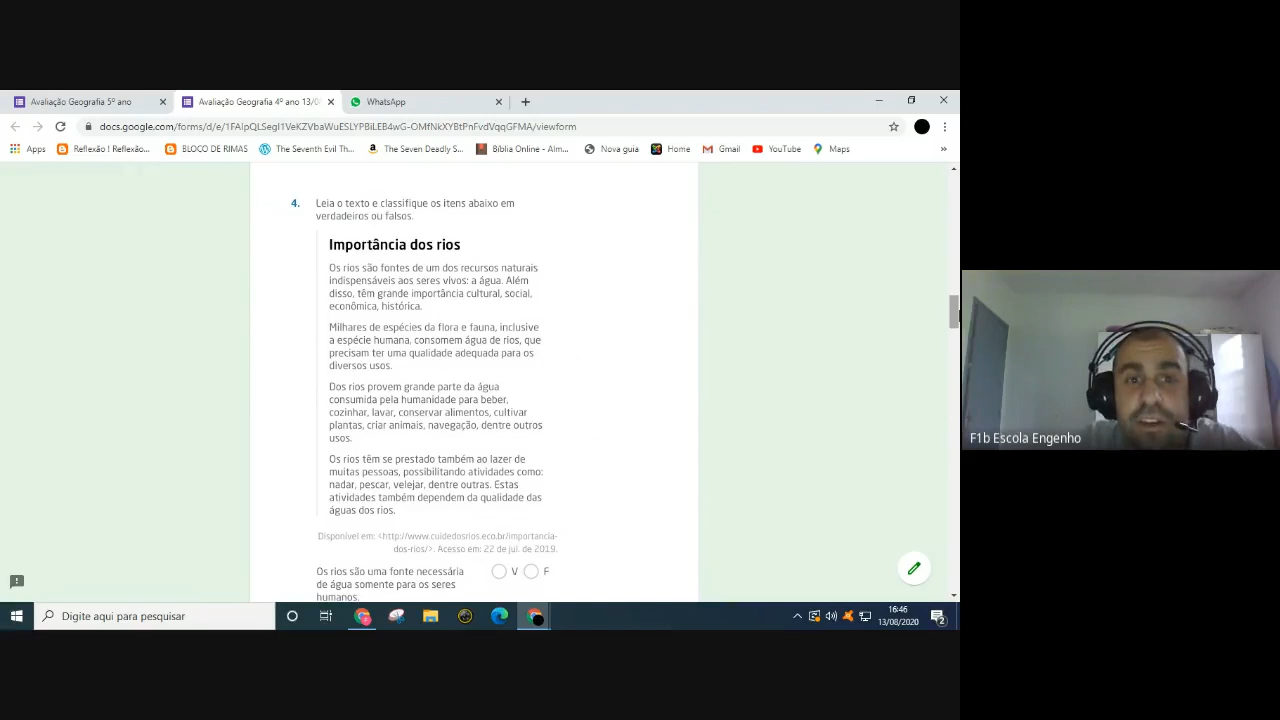 Avaliação Geografia 5º ano
Avaliação Geografia 4º ano 13/0
WhatsApp
docs.google.com/forms/d/e/1FAIpQLSegI1VeKZVbaWuESLYPBiLEB4wG-OMfNkXYBtPnFvdVqqGFMA/viewform
Apps
Reflexão ! Reflexão...
BLOCO DE RIMAS
The Seventh Evil Th...
The Seven Deadly S...
Bíblia Online - Alm...
Nova guia
Home
Gmail
YouTube
Maps
»
4. Leia o texto e classifique os itens abaixo em
verdadeiros ou falsos.
Importância dos rios
Os rios são fontes de um dos recursos naturais
indispensáveis aos seres vivos: a água. Além
disso, têm grande importância cultural, social,
econômica, histórica.
Milhares de espécies da flora e fauna, inclusive
a espécie humana, consomem água de rios, que
precisam ter uma qualidade adequada para os
diversos usos.
Dos rios provem grande parte da água
consumida pela humanidade para beber,
cozinhar, lavar, conservar alimentos, cultivar
plantas, criar animais, navegação, dentre outros
usos.
Os rios têm se prestado também ao lazer de
muitas pessoas, possibilitando atividades como:
nadar, pescar, velejar, dentre outras. Estas
atividades também dependem da qualidade das
águas dos rios.
Disponível em: <http://www.cuidedosrios.eco.br/importancia-
dos-rios/>. Acesso em: 22 de jul. de 2019.
Os rios são uma fonte necessária V F
de água somente para os seres
humanos.
F1b Escola Engenho
Digite aqui para pesquisar
16:46
13/08/2020
2